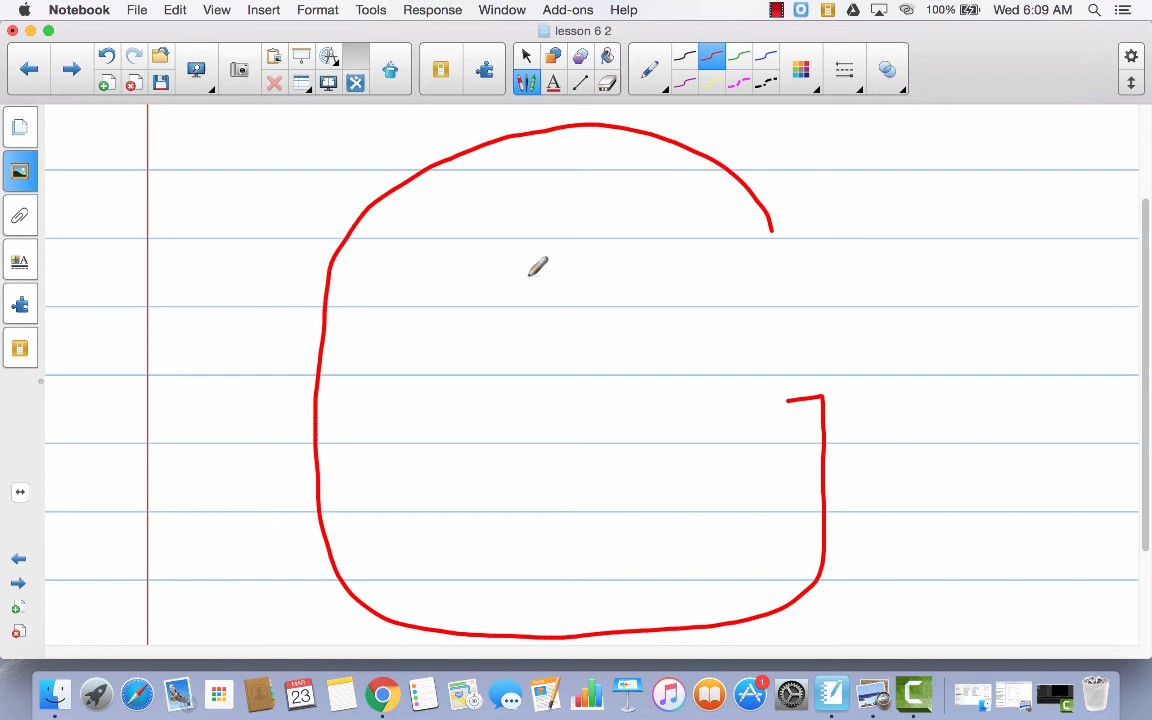 Notebook File Edit View Insert Format Tools Response Window Add-ons Help 100% Wed 6:09 AM
lesson 6 2
A
A
G
MAR
23
1